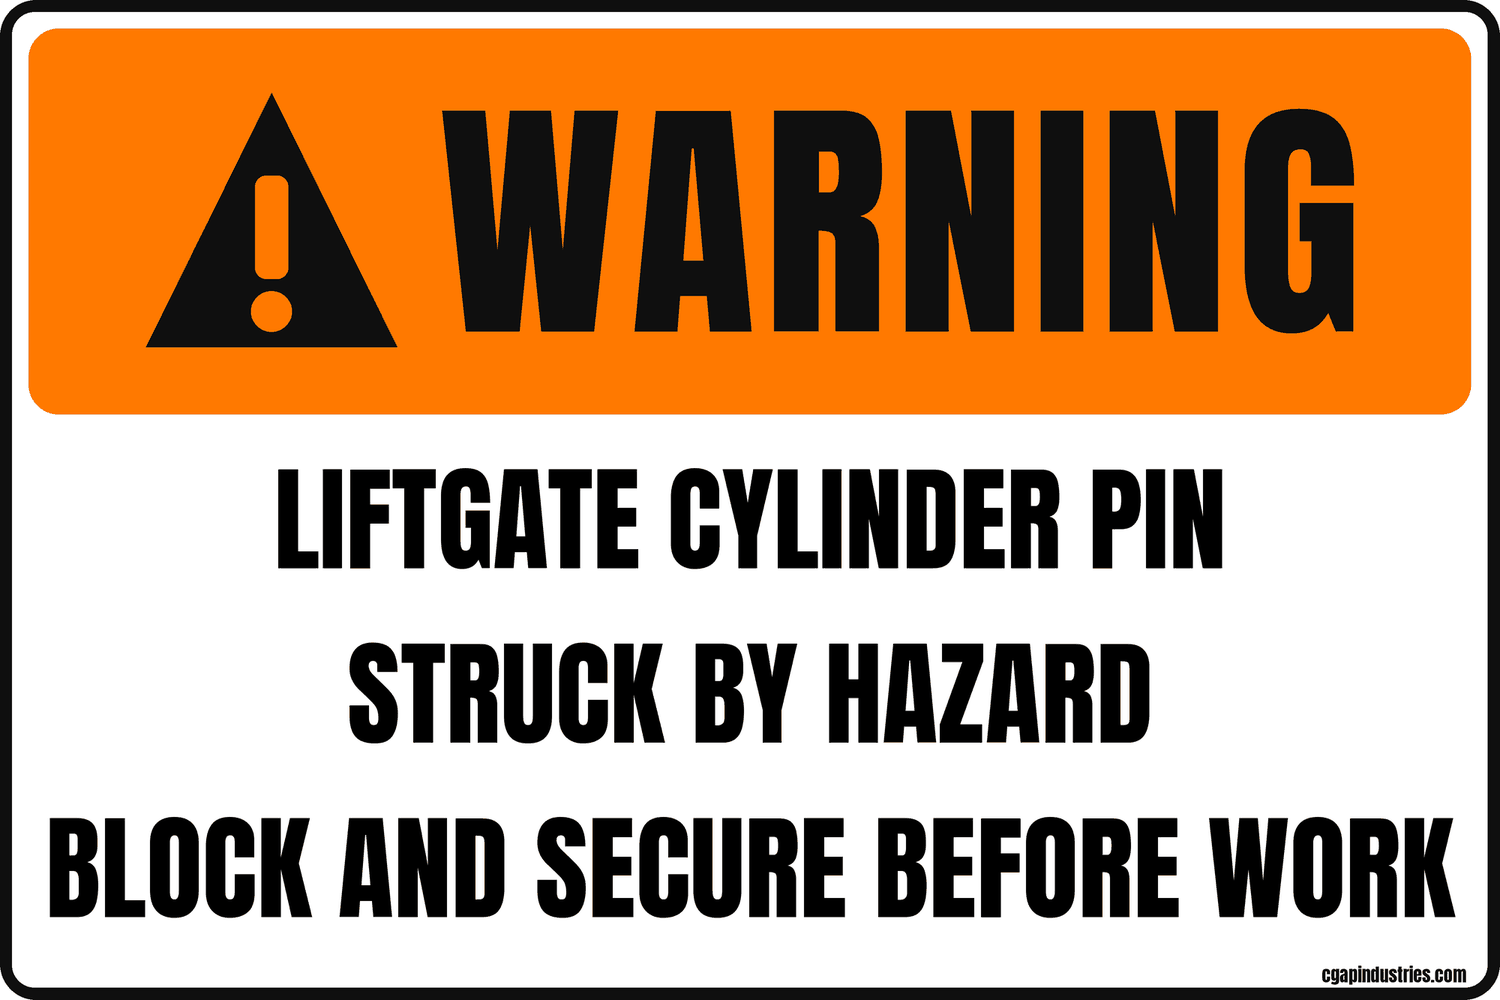 WARNING
LIFTGATE CYLINDER PIN
STRUCK BY HAZARD
BLOCK AND SECURE BEFORE WORK
cgapindustries.com